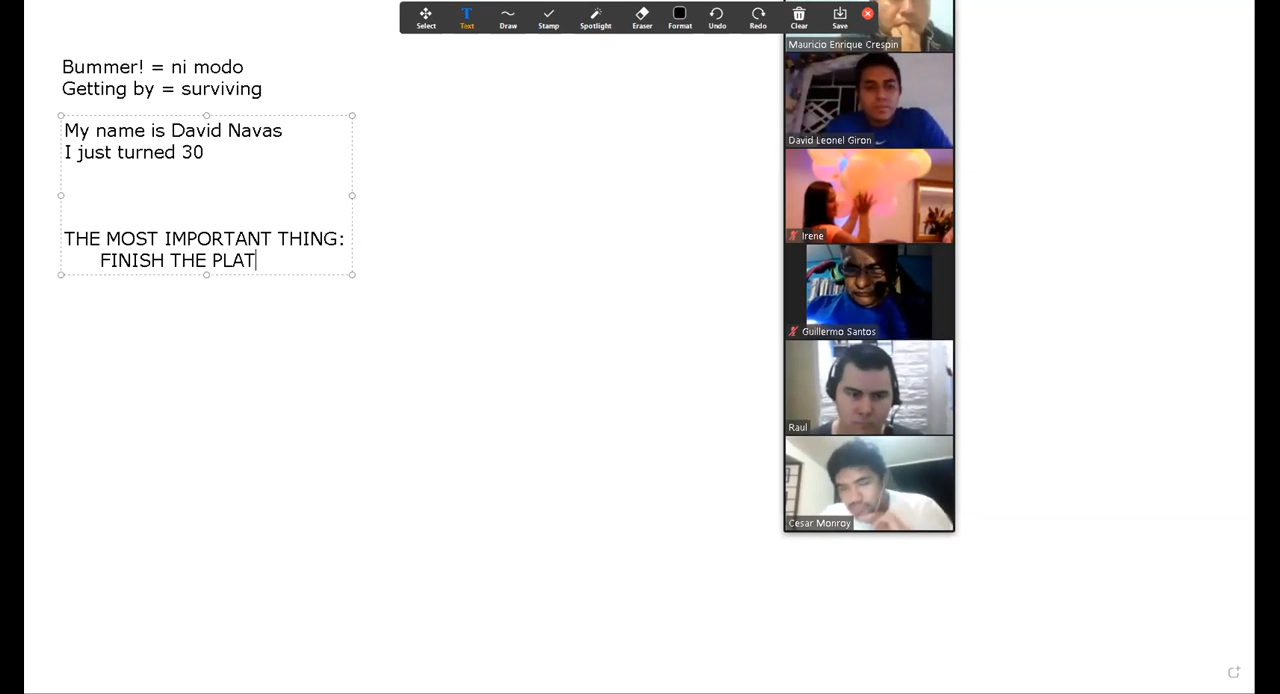 Select Text Draw Stamp Spotlight Eraser Format Undo Redo Clear Save
Bummer! = ni modo
Getting by = surviving
My name is David Navas
I just turned 30
THE MOST IMPORTANT THING:
FINISH THE PLAT
Mauricio Enrique Crespin
David Leonel Giron
Irene
Guillermo Santos
Raul
Cesar Monroy